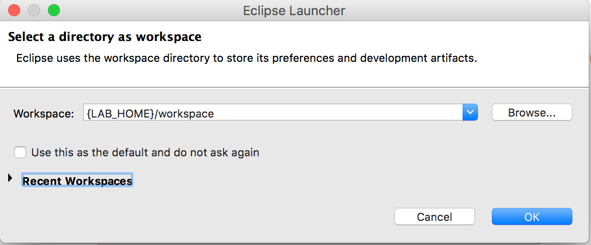 Eclipse Launcher
Select a directory as workspace
Eclipse uses the workspace directory to store its preferences and development artifacts.
Workspace: {LAB_HOME}/workspace Browse...
Use this as the default and do not ask again
Recent Workspaces
Cancel OK